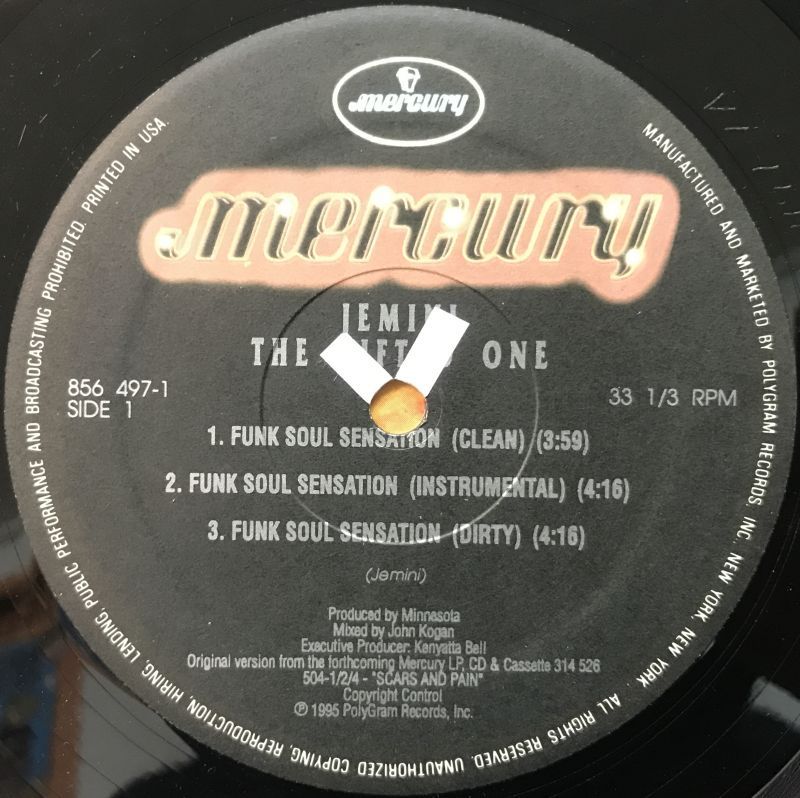 mercury
mercury
THE ONE
856 497-1
SIDE 1
33 1/3 RPM
1. FUNK SOUL SENSATION (CLEAN) (3:59)
2. FUNK SOUL SENSATION (INSTRUMENTAL) (4:16)
3. FUNK SOUL SENSATION (DIRTY) (4:16)
(Jemini)
Produced by Minnesota
Mixed by John Kogan
Executive Producer: Kenyatta Bell
Original version from the forthcoming Mercury LP, CD & Cassette 314 526
504-1/2/4 - "SCARS AND PAIN"
Copyright Control
℗ 1995 PolyGram Records, Inc.
MANUFACTURED AND MARKETED BY POLYGRAM RECORDS, INC. NEW YORK, NEW YORK. ALL RIGHTS RESERVED. UNAUTHORIZED COPYING, REPRODUCTION, HIRING, LENDING, PUBLIC PERFORMANCE AND BROADCASTING PROHIBITED. PRINTED IN USA.